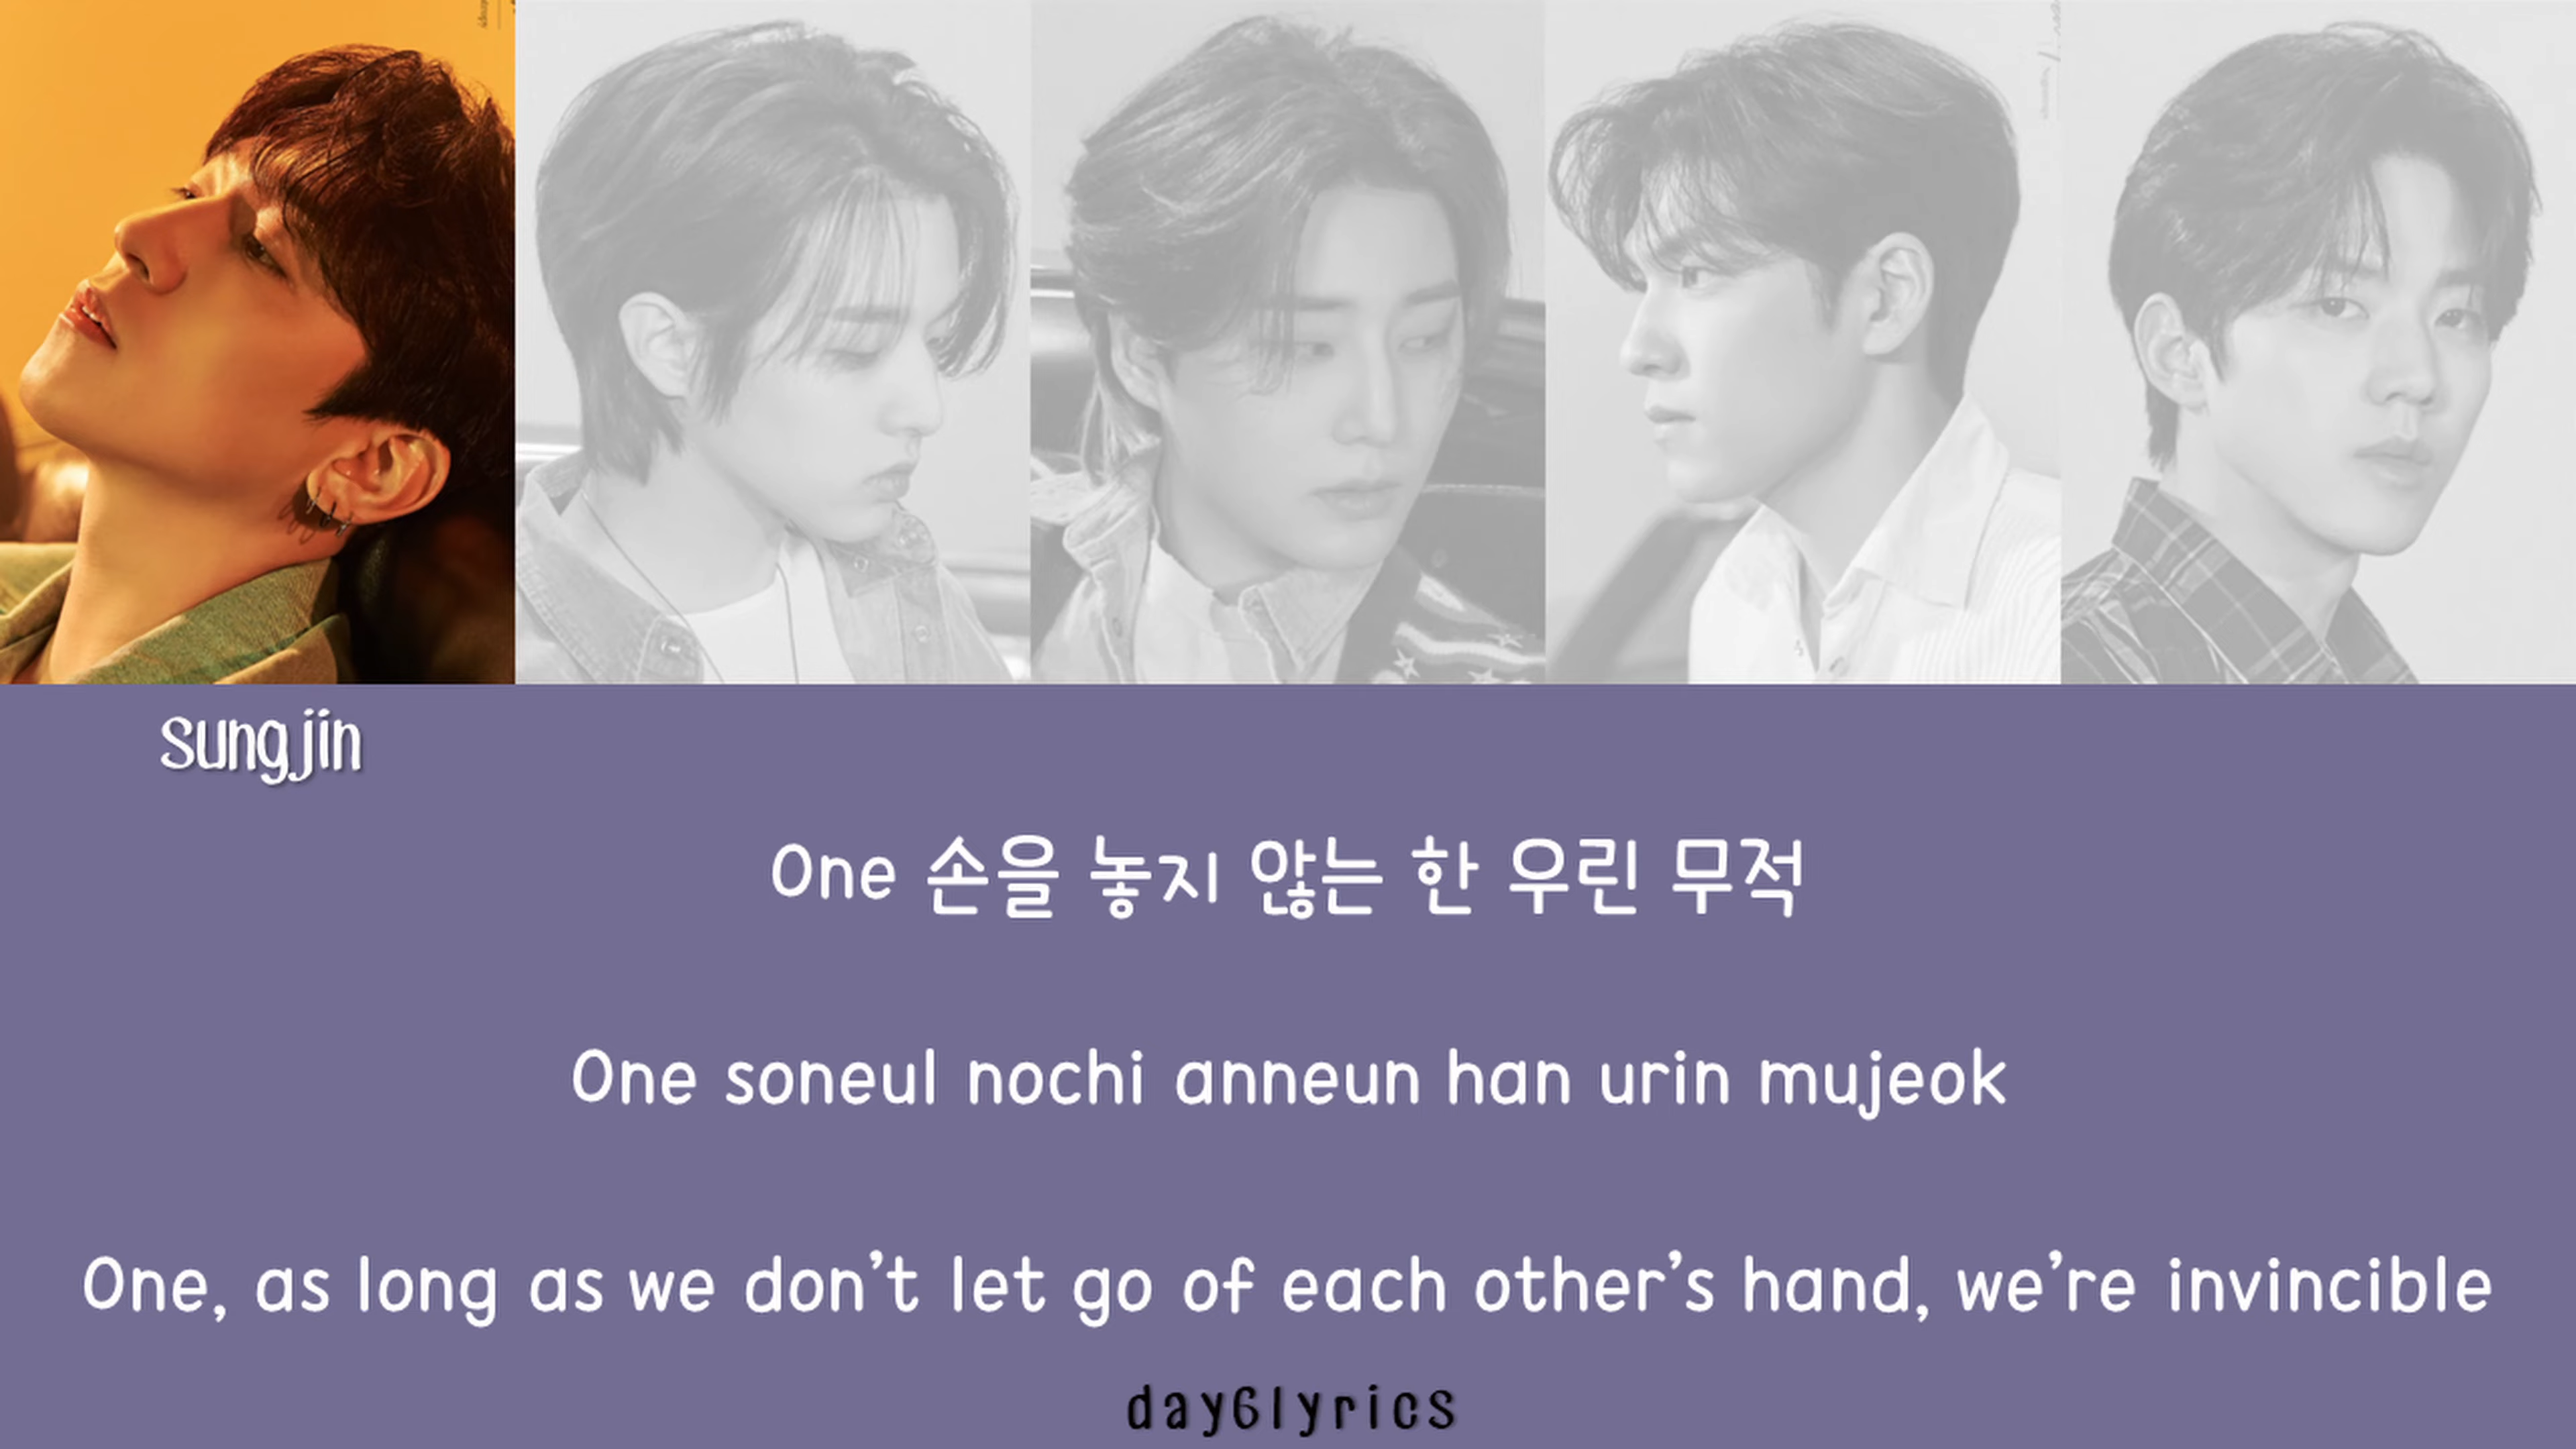 Sungjin
One 손을 놓지 않는 한 우린 무적
One soneul nochi anneun han urin mujeok
One, as long as we don't let go of each other's hand, we're invincible
day6lyrics